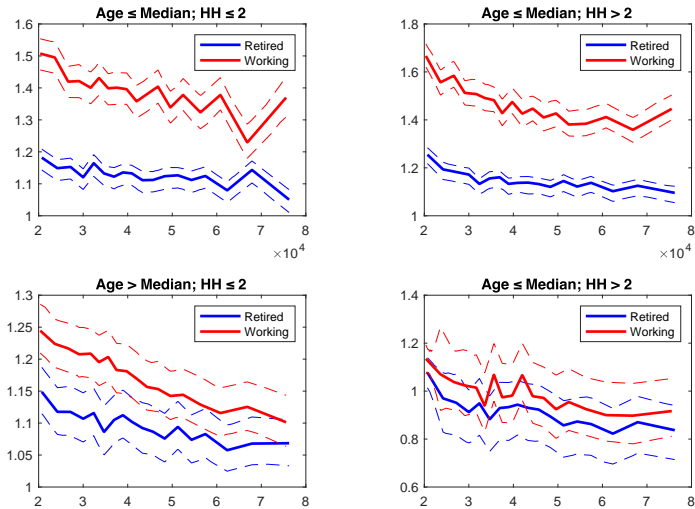 Age ≤ Median; HH ≤ 2
1.6
1.5
1.4
1.3
1.2
1.1
1
2 3 4 5 6 7 8
×10⁴
Retired
Working
Age ≤ Median; HH > 2
1.8
1.6
1.4
1.2
1
2 3 4 5 6 7 8
×10⁴
Retired
Working
Age > Median; HH ≤ 2
1.3
1.25
1.2
1.15
1.1
1.05
1
2 3 4 5 6 7 8
Retired
Working
Age ≤ Median; HH > 2
1.4
1.2
1
0.8
0.6
2 3 4 5 6 7 8
Retired
Working